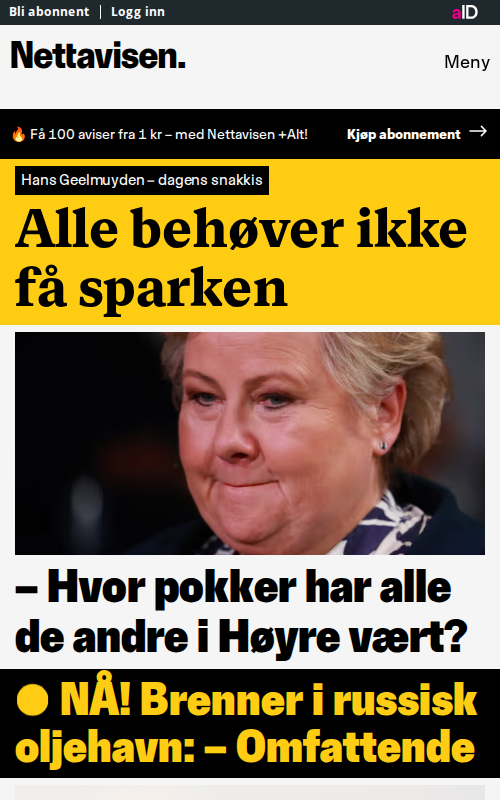 Bli abonnent | Logg inn
aID
Nettavisen.
Meny
🔥 Få 100 aviser fra 1 kr – med Nettavisen +Alt!
Kjøp abonnement →
Hans Geelmuyden – dagens snakkis
Alle behøver ikke
få sparken
– Hvor pokker har alle
de andre i Høyre vært?
NÅ! Brenner i russisk
oljehavn: – Omfattende